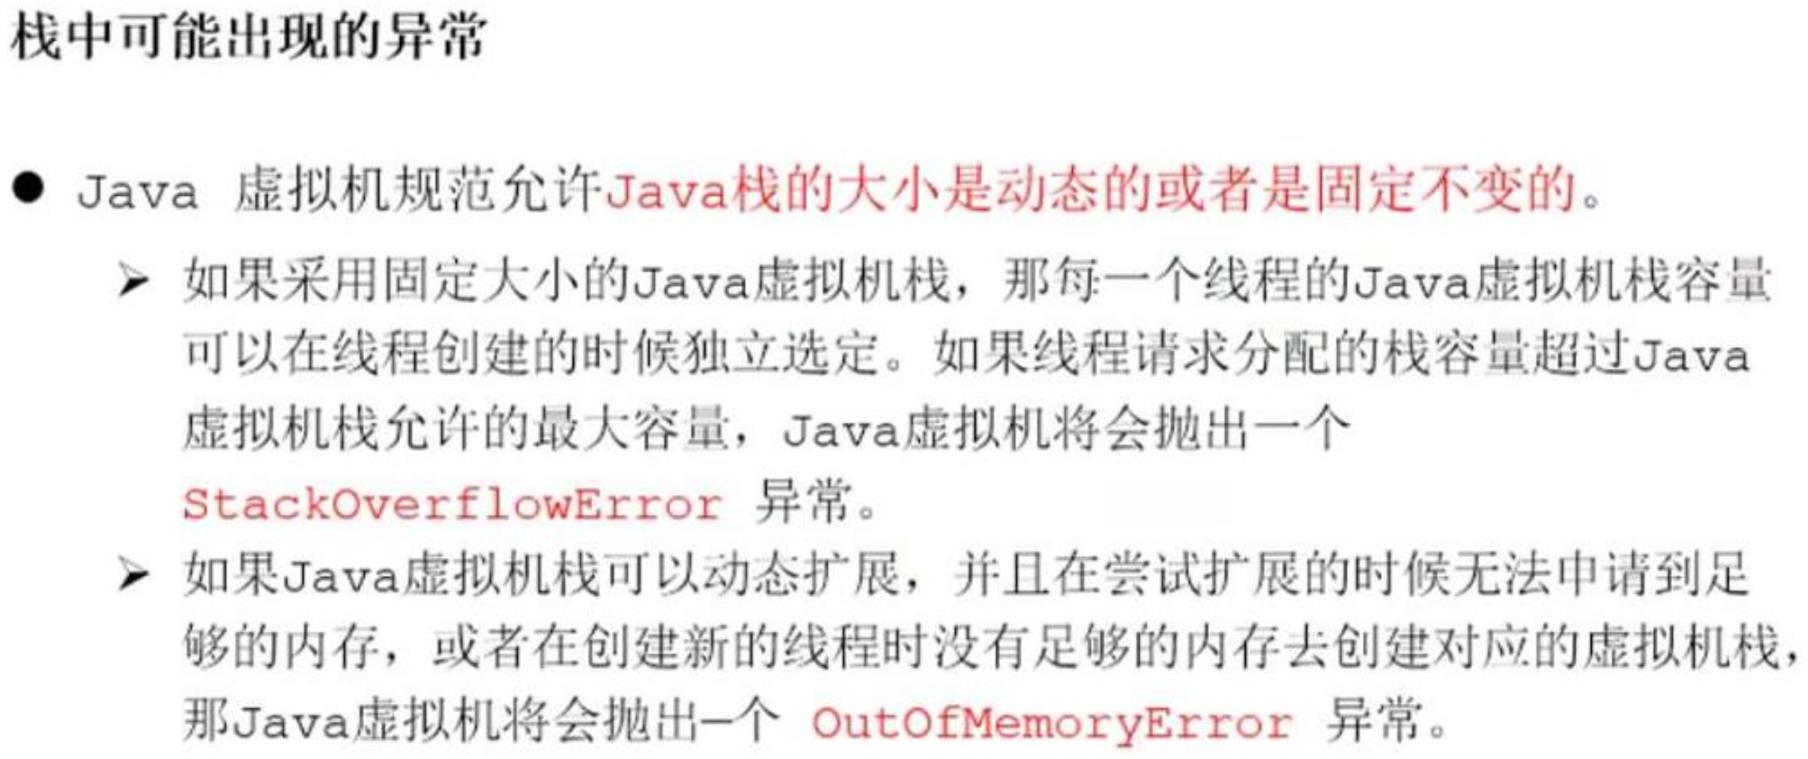 栈中可能出现的异常
● Java 虚拟机规范允许Java栈的大小是动态的或者是固定不变的。
➢ 如果采用固定大小的Java虚拟机栈，那每一个线程的Java虚拟机栈容量
可以在线程创建的时候独立选定。如果线程请求分配的栈容量超过Java
虚拟机栈允许的最大容量，Java虚拟机将会抛出一个
StackOverflowError 异常。
➢ 如果Java虚拟机栈可以动态扩展，并且在尝试扩展的时候无法申请到足
够的内存，或者在创建新的线程时没有足够的内存去创建对应的虚拟机栈，
那Java虚拟机将会抛出一个 OutOfMemoryError 异常。